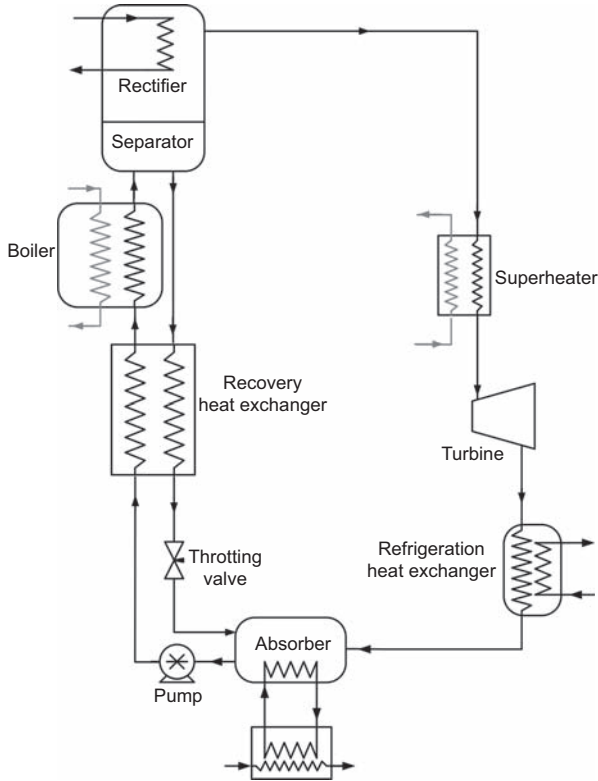 Rectifier
Separator
Boiler
Superheater
Recovery
heat exchanger
Turbine
Refrigeration
heat exchanger
Throtting
valve
Absorber
Pump